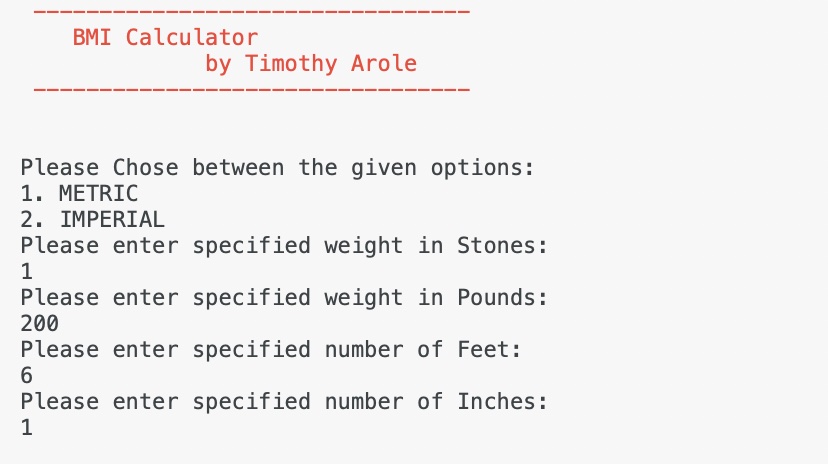 ---------------------------------
BMI Calculator
by Timothy Arole
---------------------------------
Please Chose between the given options:
1. METRIC
2. IMPERIAL
Please enter specified weight in Stones:
1
Please enter specified weight in Pounds:
200
Please enter specified number of Feet:
6
Please enter specified number of Inches:
1